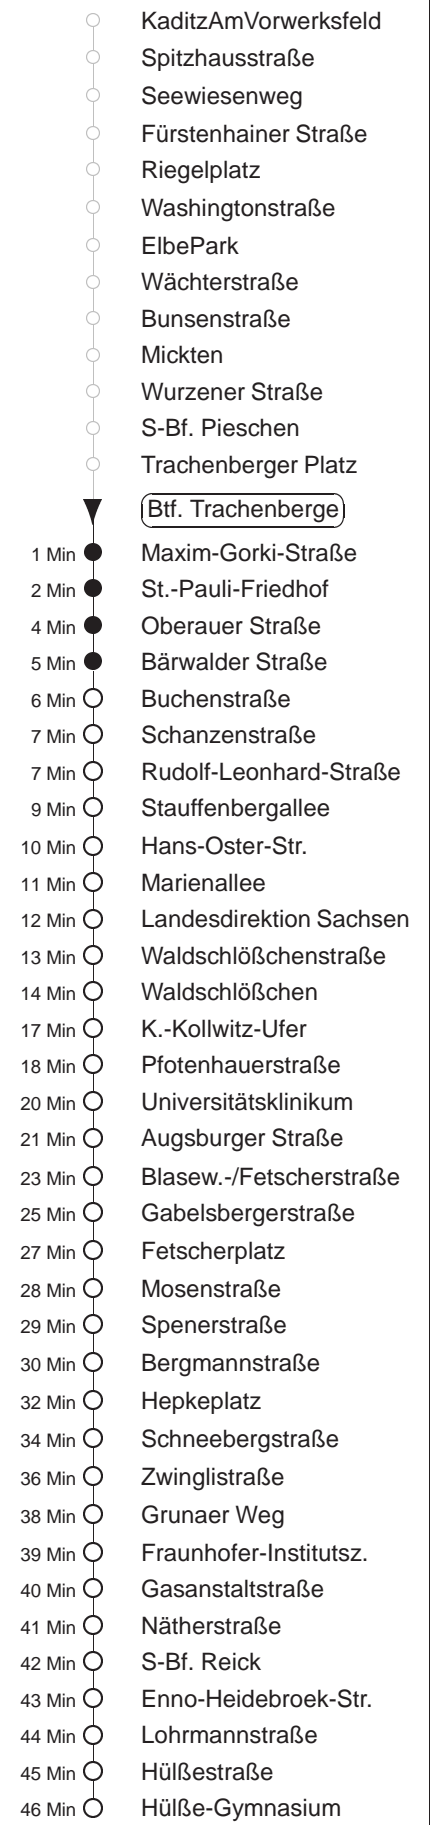 KaditzAmVorwerksfeld
Spitzhausstraße
Seewiesenweg
Fürstenhainer Straße
Riegelplatz
Washingtonstraße
ElbePark
Wächterstraße
Bunsenstraße
Mickten
Wurzener Straße
S-Bf. Pieschen
Trachenberger Platz
Btf. Trachenberge
1 Min Maxim-Gorki-Straße
2 Min St.-Pauli-Friedhof
4 Min Oberauer Straße
5 Min Bärwalder Straße
6 Min Buchenstraße
7 Min Schanzenstraße
7 Min Rudolf-Leonhard-Straße
9 Min Stauffenbergallee
10 Min Hans-Oster-Str.
11 Min Marienallee
12 Min Landesdirektion Sachsen
13 Min Waldschlößchenstraße
14 Min Waldschlößchen
17 Min K.-Kollwitz-Ufer
18 Min Pfotenhauerstraße
20 Min Universitätsklinikum
21 Min Augsburger Straße
23 Min Blasew.-/Fetscherstraße
25 Min Gabelsbergerstraße
27 Min Fetscherplatz
28 Min Mosenstraße
29 Min Spenerstraße
30 Min Bergmannstraße
32 Min Hepkeplatz
34 Min Schneebergstraße
36 Min Zwinglistraße
38 Min Grunaer Weg
39 Min Fraunhofer-Institutsz.
40 Min Gasanstaltstraße
41 Min Nätherstraße
42 Min S-Bf. Reick
43 Min Enno-Heidebroek-Str.
44 Min Lohrmannstraße
45 Min Hülßestraße
46 Min Hülße-Gymnasium